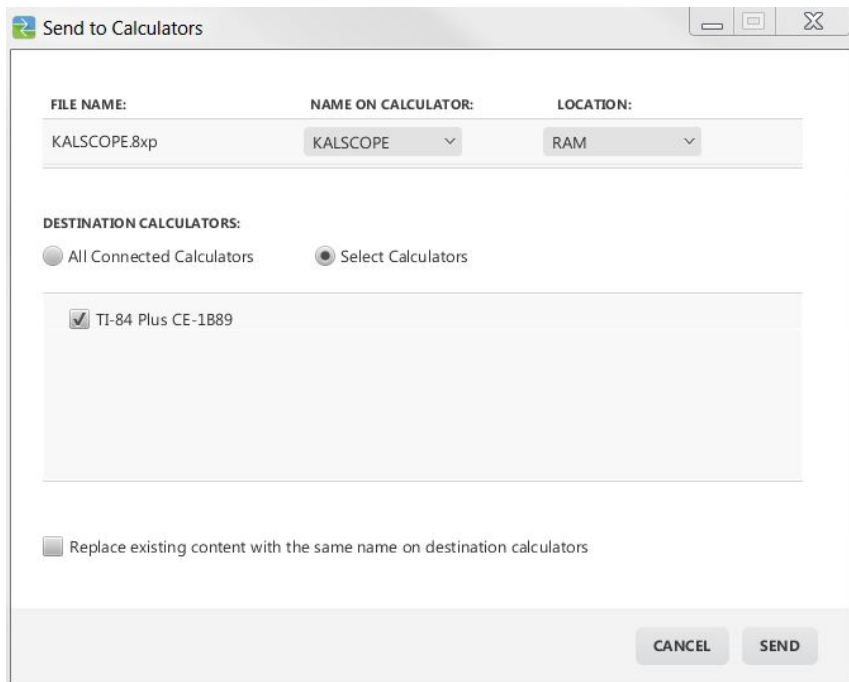 Send to Calculators
FILE NAME: NAME ON CALCULATOR: LOCATION:
KALSCOPE.8xp KALSCOPE RAM
DESTINATION CALCULATORS:
All Connected Calculators Select Calculators
TI-84 Plus CE-1B89
Replace existing content with the same name on destination calculators
CANCEL SEND